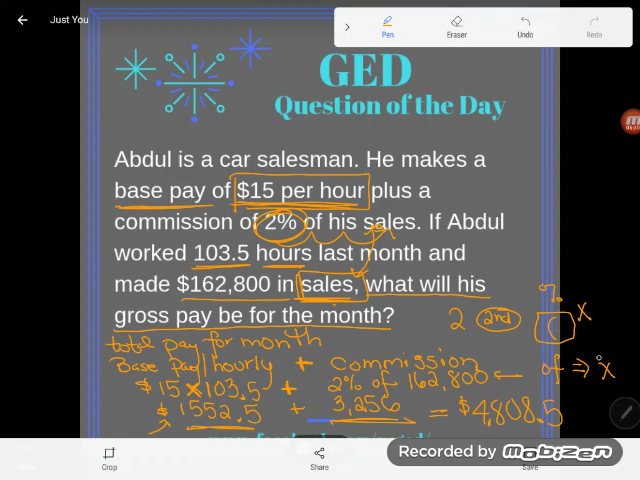 Just You
Pen
Eraser
Undo
Redo
GED
Question of the Day
Abdul is a car salesman. He makes a
base pay of $15 per hour plus a
commission of 2% of his sales. If Abdul
worked 103.5 hours last month and
made $162,800 in sales, what will his
gross pay be for the month?
%
2 2nd ( X
total pay for month
Base pay/hourly + commission
of ⇒ X
$15 × 103.5 + 2% of 162,800 ←
$1552.5 + 3,256 = $4,808.5
Crop
Share
Save
Recorded by Mobizen